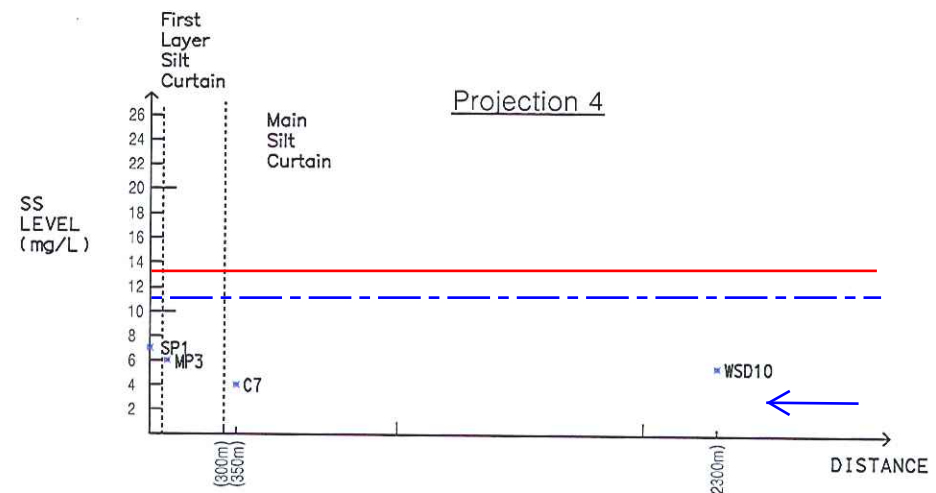 First
Layer
Silt
Curtain
Projection 4
Main
Silt
Curtain
SS
LEVEL
(mg/L)
26
24
22
20
18
16
14
12
10
8
6
4
2
SP1
MP3
C7
WSD10
(300m)
(350m)
(2300m)
DISTANCE